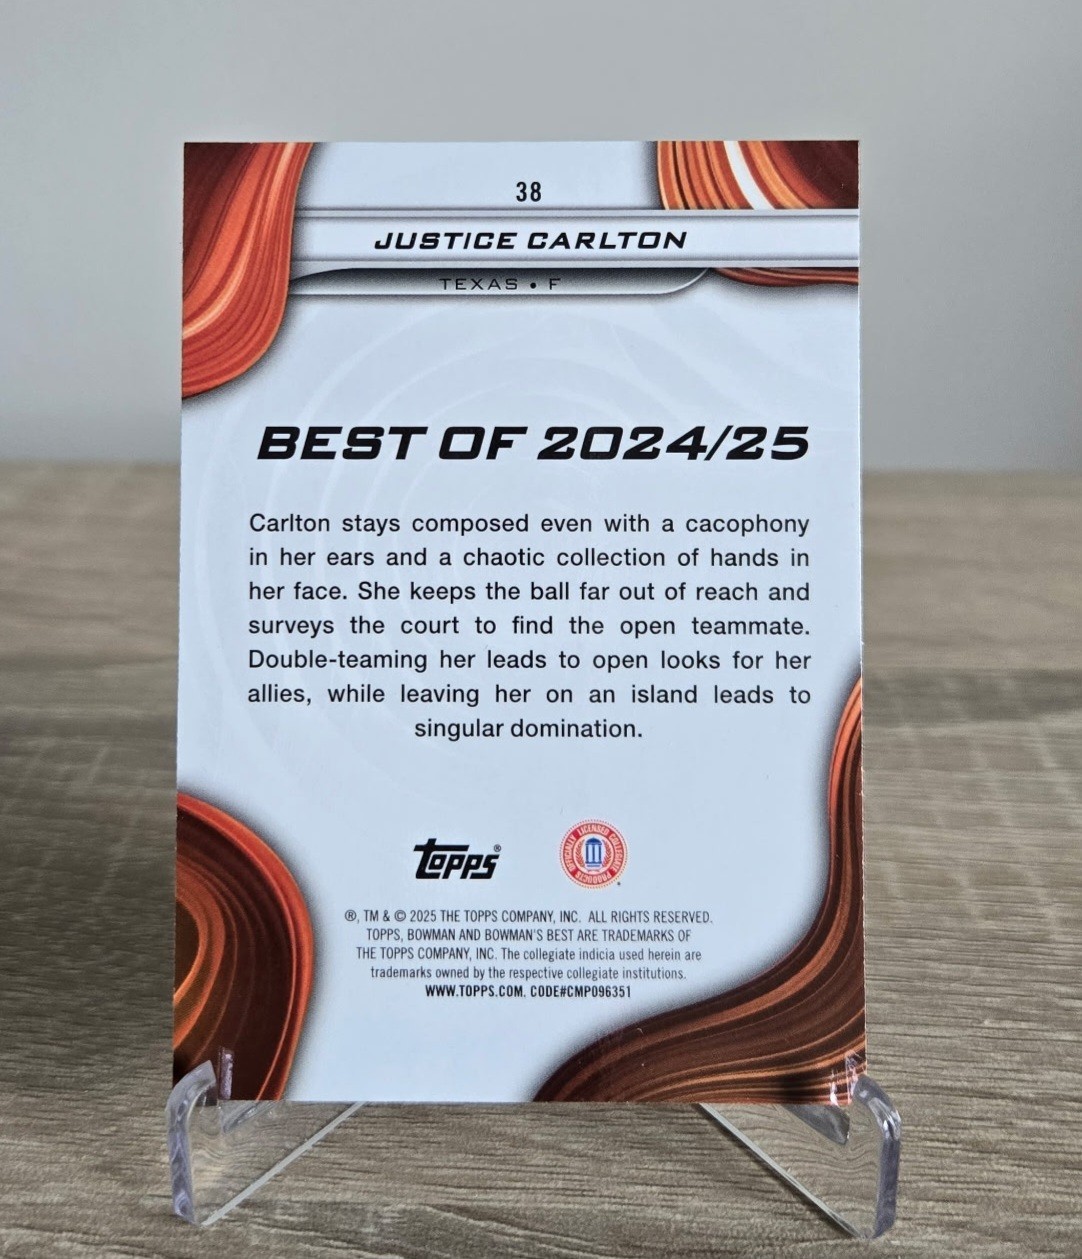 38
JUSTICE CARLTON
TEXAS • F
BEST OF 2024/25
Carlton stays composed even with a cacophony
in her ears and a chaotic collection of hands in
her face. She keeps the ball far out of reach and
surveys the court to find the open teammate.
Double-teaming her leads to open looks for her
allies, while leaving her on an island leads to
singular domination.
topps®
OFFICIALLY LICENSED COLLEGIATE PRODUCTS
®, TM & © 2025 THE TOPPS COMPANY, INC. ALL RIGHTS RESERVED.
TOPPS, BOWMAN AND BOWMAN'S BEST ARE TRADEMARKS OF
THE TOPPS COMPANY, INC. The collegiate indicia used herein are
trademarks owned by the respective collegiate institutions.
WWW.TOPPS.COM. CODE#CMP096351